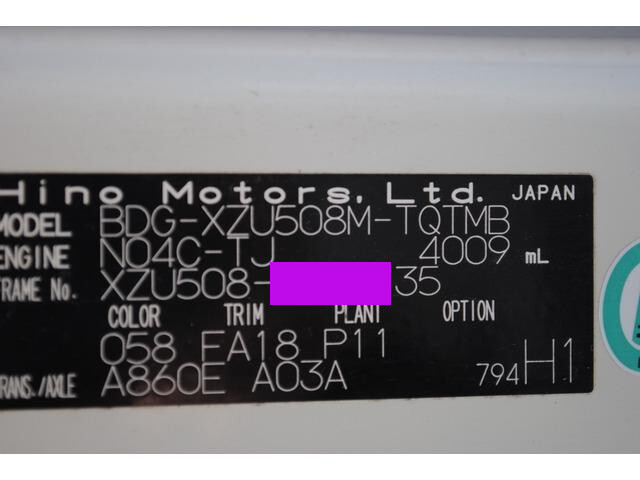 Hino Motors, Ltd. JAPAN
MODEL BDG-XZU508M-TQTMB
ENGINE N04C-TJ 4009 mL
FRAME No. XZU508- 35
COLOR TRIM PLANT OPTION
058 FA18 P11
TRANS./AXLE A860E A03A 794 H1